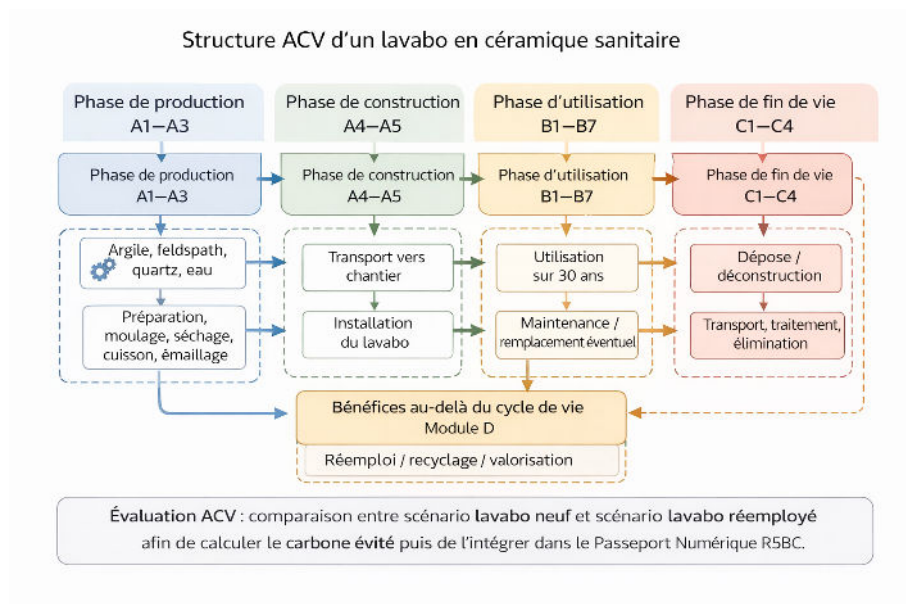 Structure ACV d'un lavabo en céramique sanitaire
Phase de production
A1–A3
Phase de construction
A4–A5
Phase d'utilisation
B1–B7
Phase de fin de vie
C1–C4
Phase de production
A1–A3
Phase de construction
A4–A5
Phase d'utilisation
B1–B7
Phase de fin de vie
C1–C4
Argile, feldspath,
quartz, eau
Préparation,
moulage, séchage,
cuisson, émaillage
Transport vers
chantier
Installation
du lavabo
Utilisation
sur 30 ans
Maintenance /
remplacement éventuel
Dépose /
déconstruction
Transport, traitement,
élimination
Bénéfices au-delà du cycle de vie
Module D
Réemploi / recyclage / valorisation
Évaluation ACV : comparaison entre scénario lavabo neuf et scénario lavabo réemployé
afin de calculer le carbone évité puis de l'intégrer dans le Passeport Numérique R5BC.